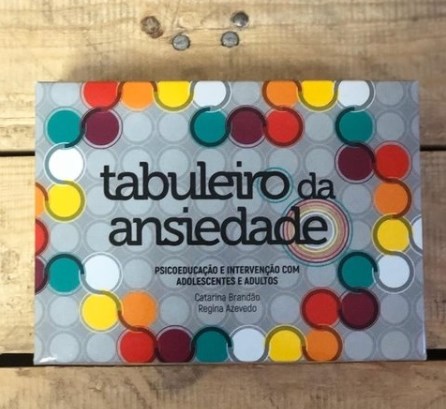 tabuleiro da
ansiedade
PSICOEDUCAÇÃO E INTERVENÇÃO COM
ADOLESCENTES E ADULTOS
Catarina Brandão
Regina Azevedo